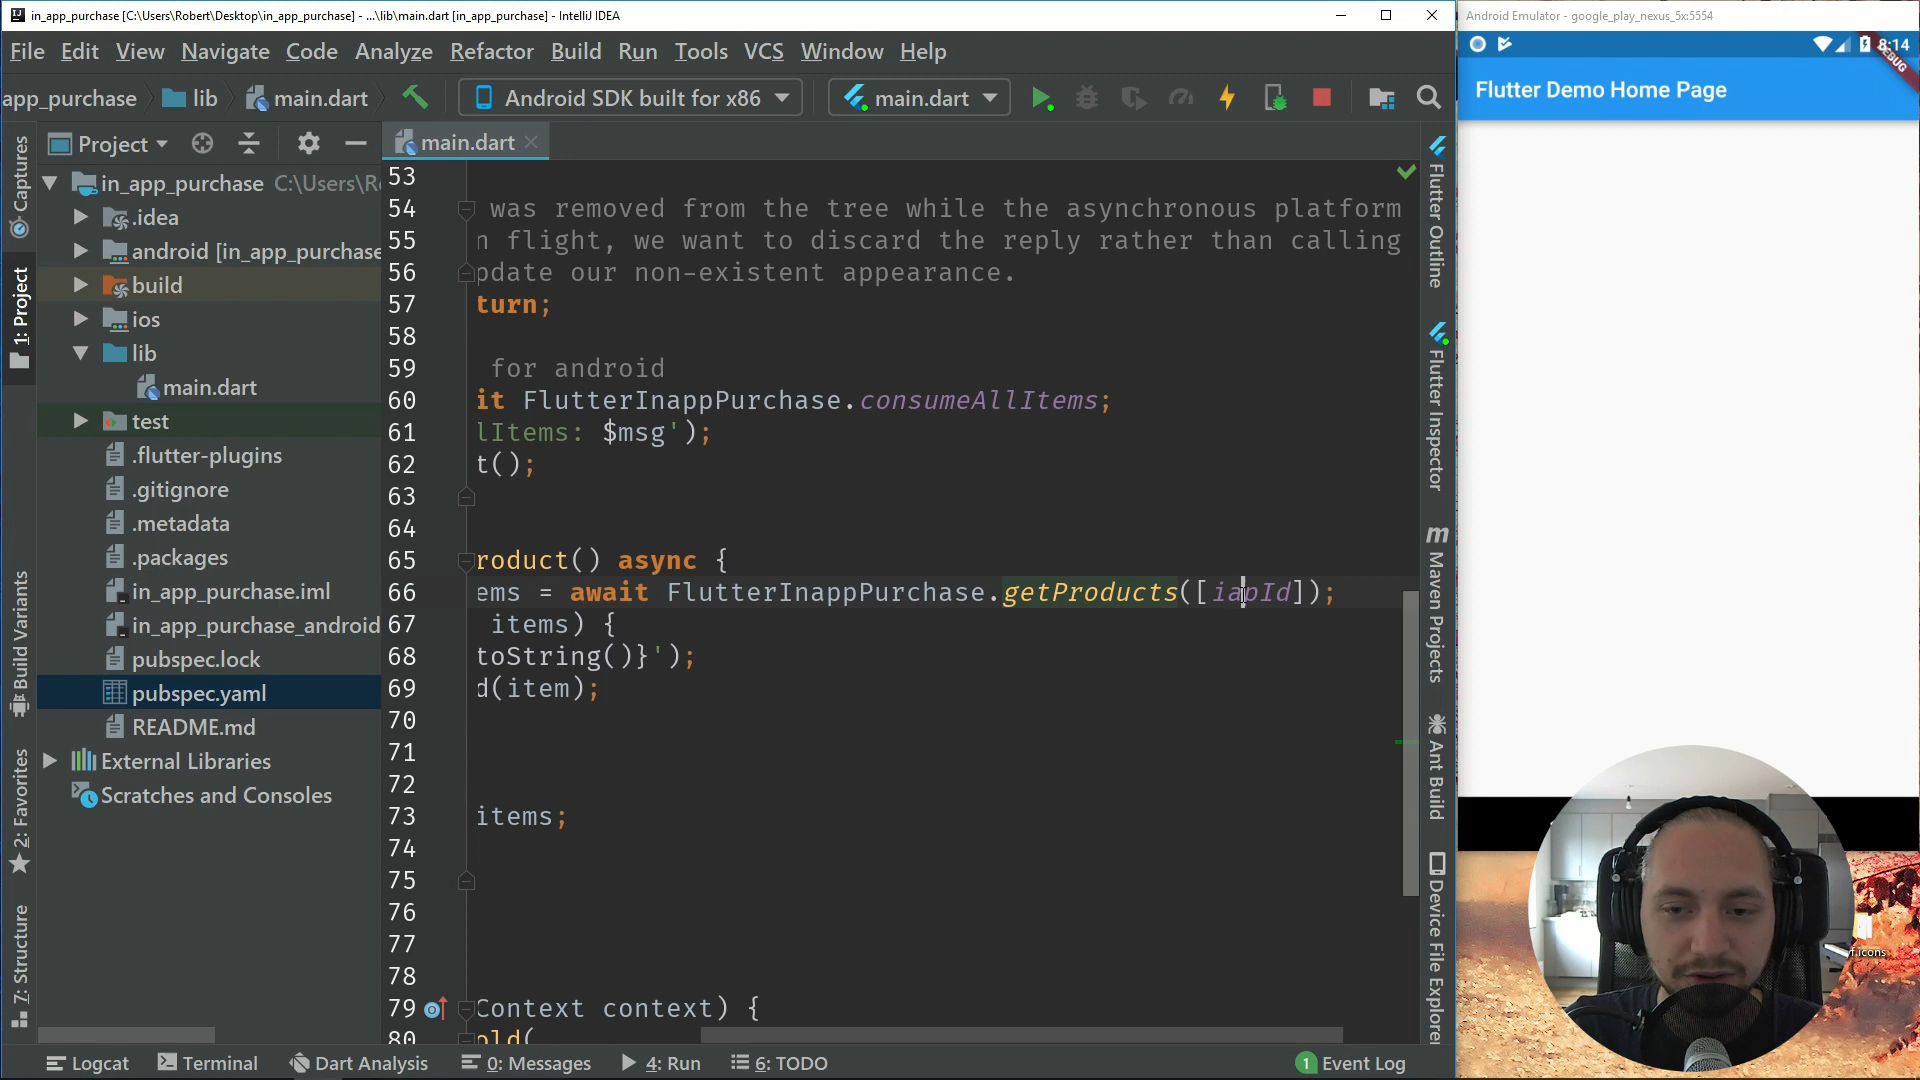 in_app_purchase [C:\Users\Robert\Desktop\in_app_purchase] - ...\lib\main.dart [in_app_purchase] - IntelliJ IDEA
File Edit View Navigate Code Analyze Refactor Build Run Tools VCS Window Help
app_purchase lib main.dart Android SDK built for x86 main.dart
Project
main.dart
in_app_purchase C:\Users\R
.idea
android [in_app_purchase
build
ios
lib
main.dart
test
.flutter-plugins
.gitignore
.metadata
.packages
in_app_purchase.iml
in_app_purchase_android
pubspec.lock
pubspec.yaml
README.md
External Libraries
Scratches and Consoles
Captures
1: Project
Build Variants
2: Favorites
7: Structure
53
54 was removed from the tree while the asynchronous platform
55 n flight, we want to discard the reply rather than calling
56 pdate our non-existent appearance.
57 turn;
58
59 for android
60 it FlutterInappPurchase.consumeAllItems;
61 lItems: $msg');
62 t();
63
64
65 roduct() async {
66 ems = await FlutterInappPurchase.getProducts([iapId]);
67 items) {
68 toString()}');
69 d(item);
70
71
72
73 items;
74
75
76
77
78
79 Context context) {
80 old(
Flutter Outline
Flutter Inspector
Maven Projects
Ant Build
Device File Explorer
Logcat Terminal Dart Analysis 0: Messages 4: Run 6: TODO 1 Event Log
Android Emulator - google_play_nexus_5x:5554
8:14
DEBUG
Flutter Demo Home Page
icons